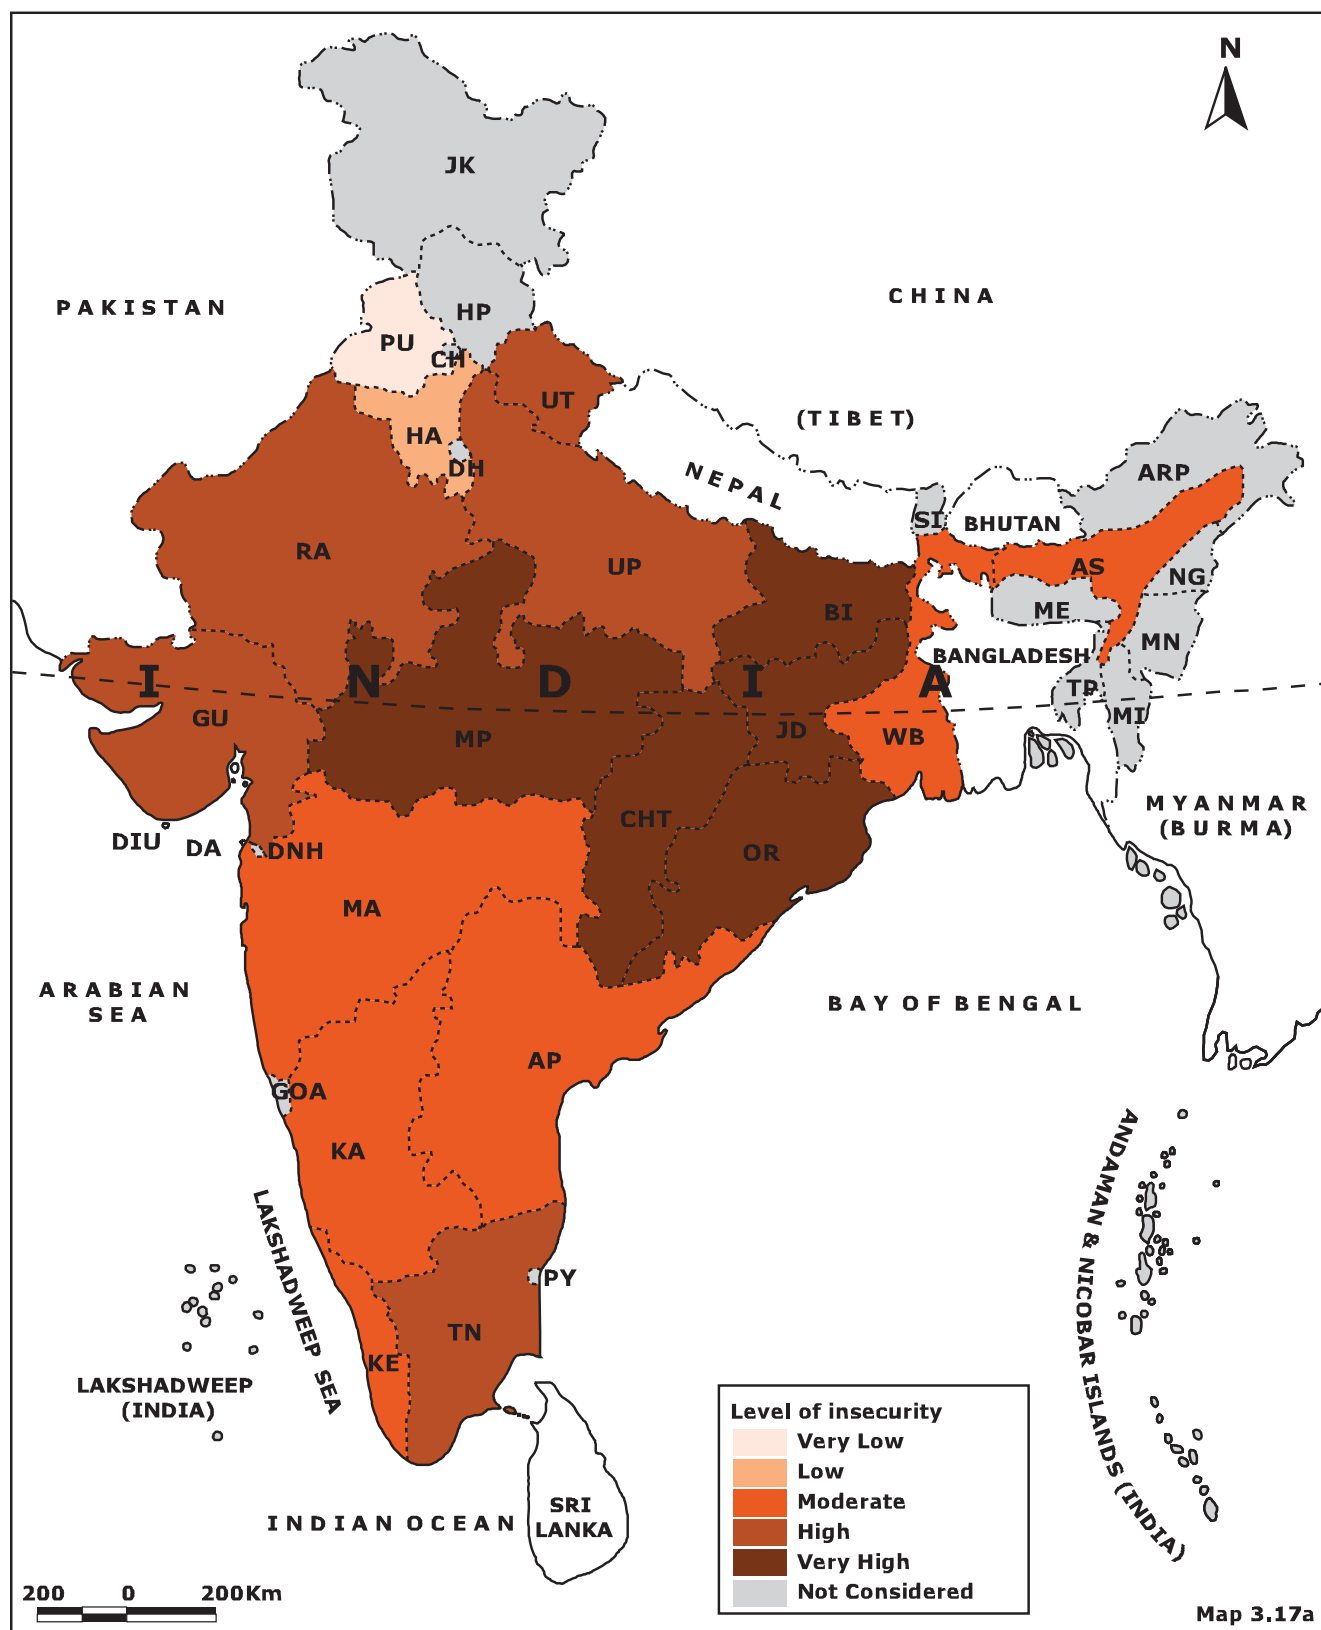 N
JK
HP
PAKISTAN
CHINA
PU
CH
UT
(TIBET)
HA
DH
NEPAL
ARP
SI
BHUTAN
RA
UP
AS
NG
BI
ME
MN
BANGLADESH
I N D I A
TP
GU
MI
MP
JD
WB
MYANMAR
(BURMA)
CHT
DIU
DA
DNH
OR
MA
ARABIAN
SEA
BAY OF BENGAL
AP
GOA
KA
ANDAMAN & NICOBAR ISLANDS (INDIA)
LAKSHADWEEP SEA
PY
TN
KE
LAKSHADWEEP
(INDIA)
Level of insecurity
Very Low
Low
Moderate
High
Very High
Not Considered
SRI
LANKA
INDIAN OCEAN
200 0 200Km
Map 3.17a